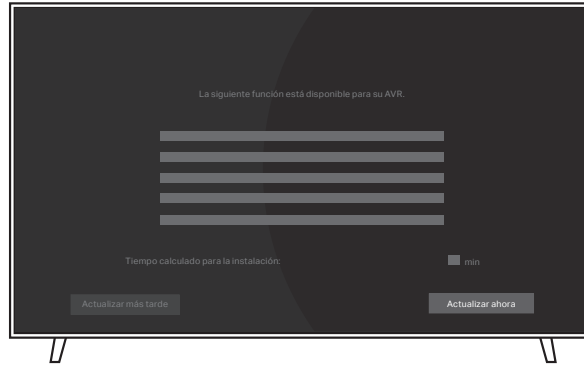 La siguiente función está disponible para su AVR.
Tiempo calculado para la instalación:
min
Actualizar más tarde
Actualizar ahora